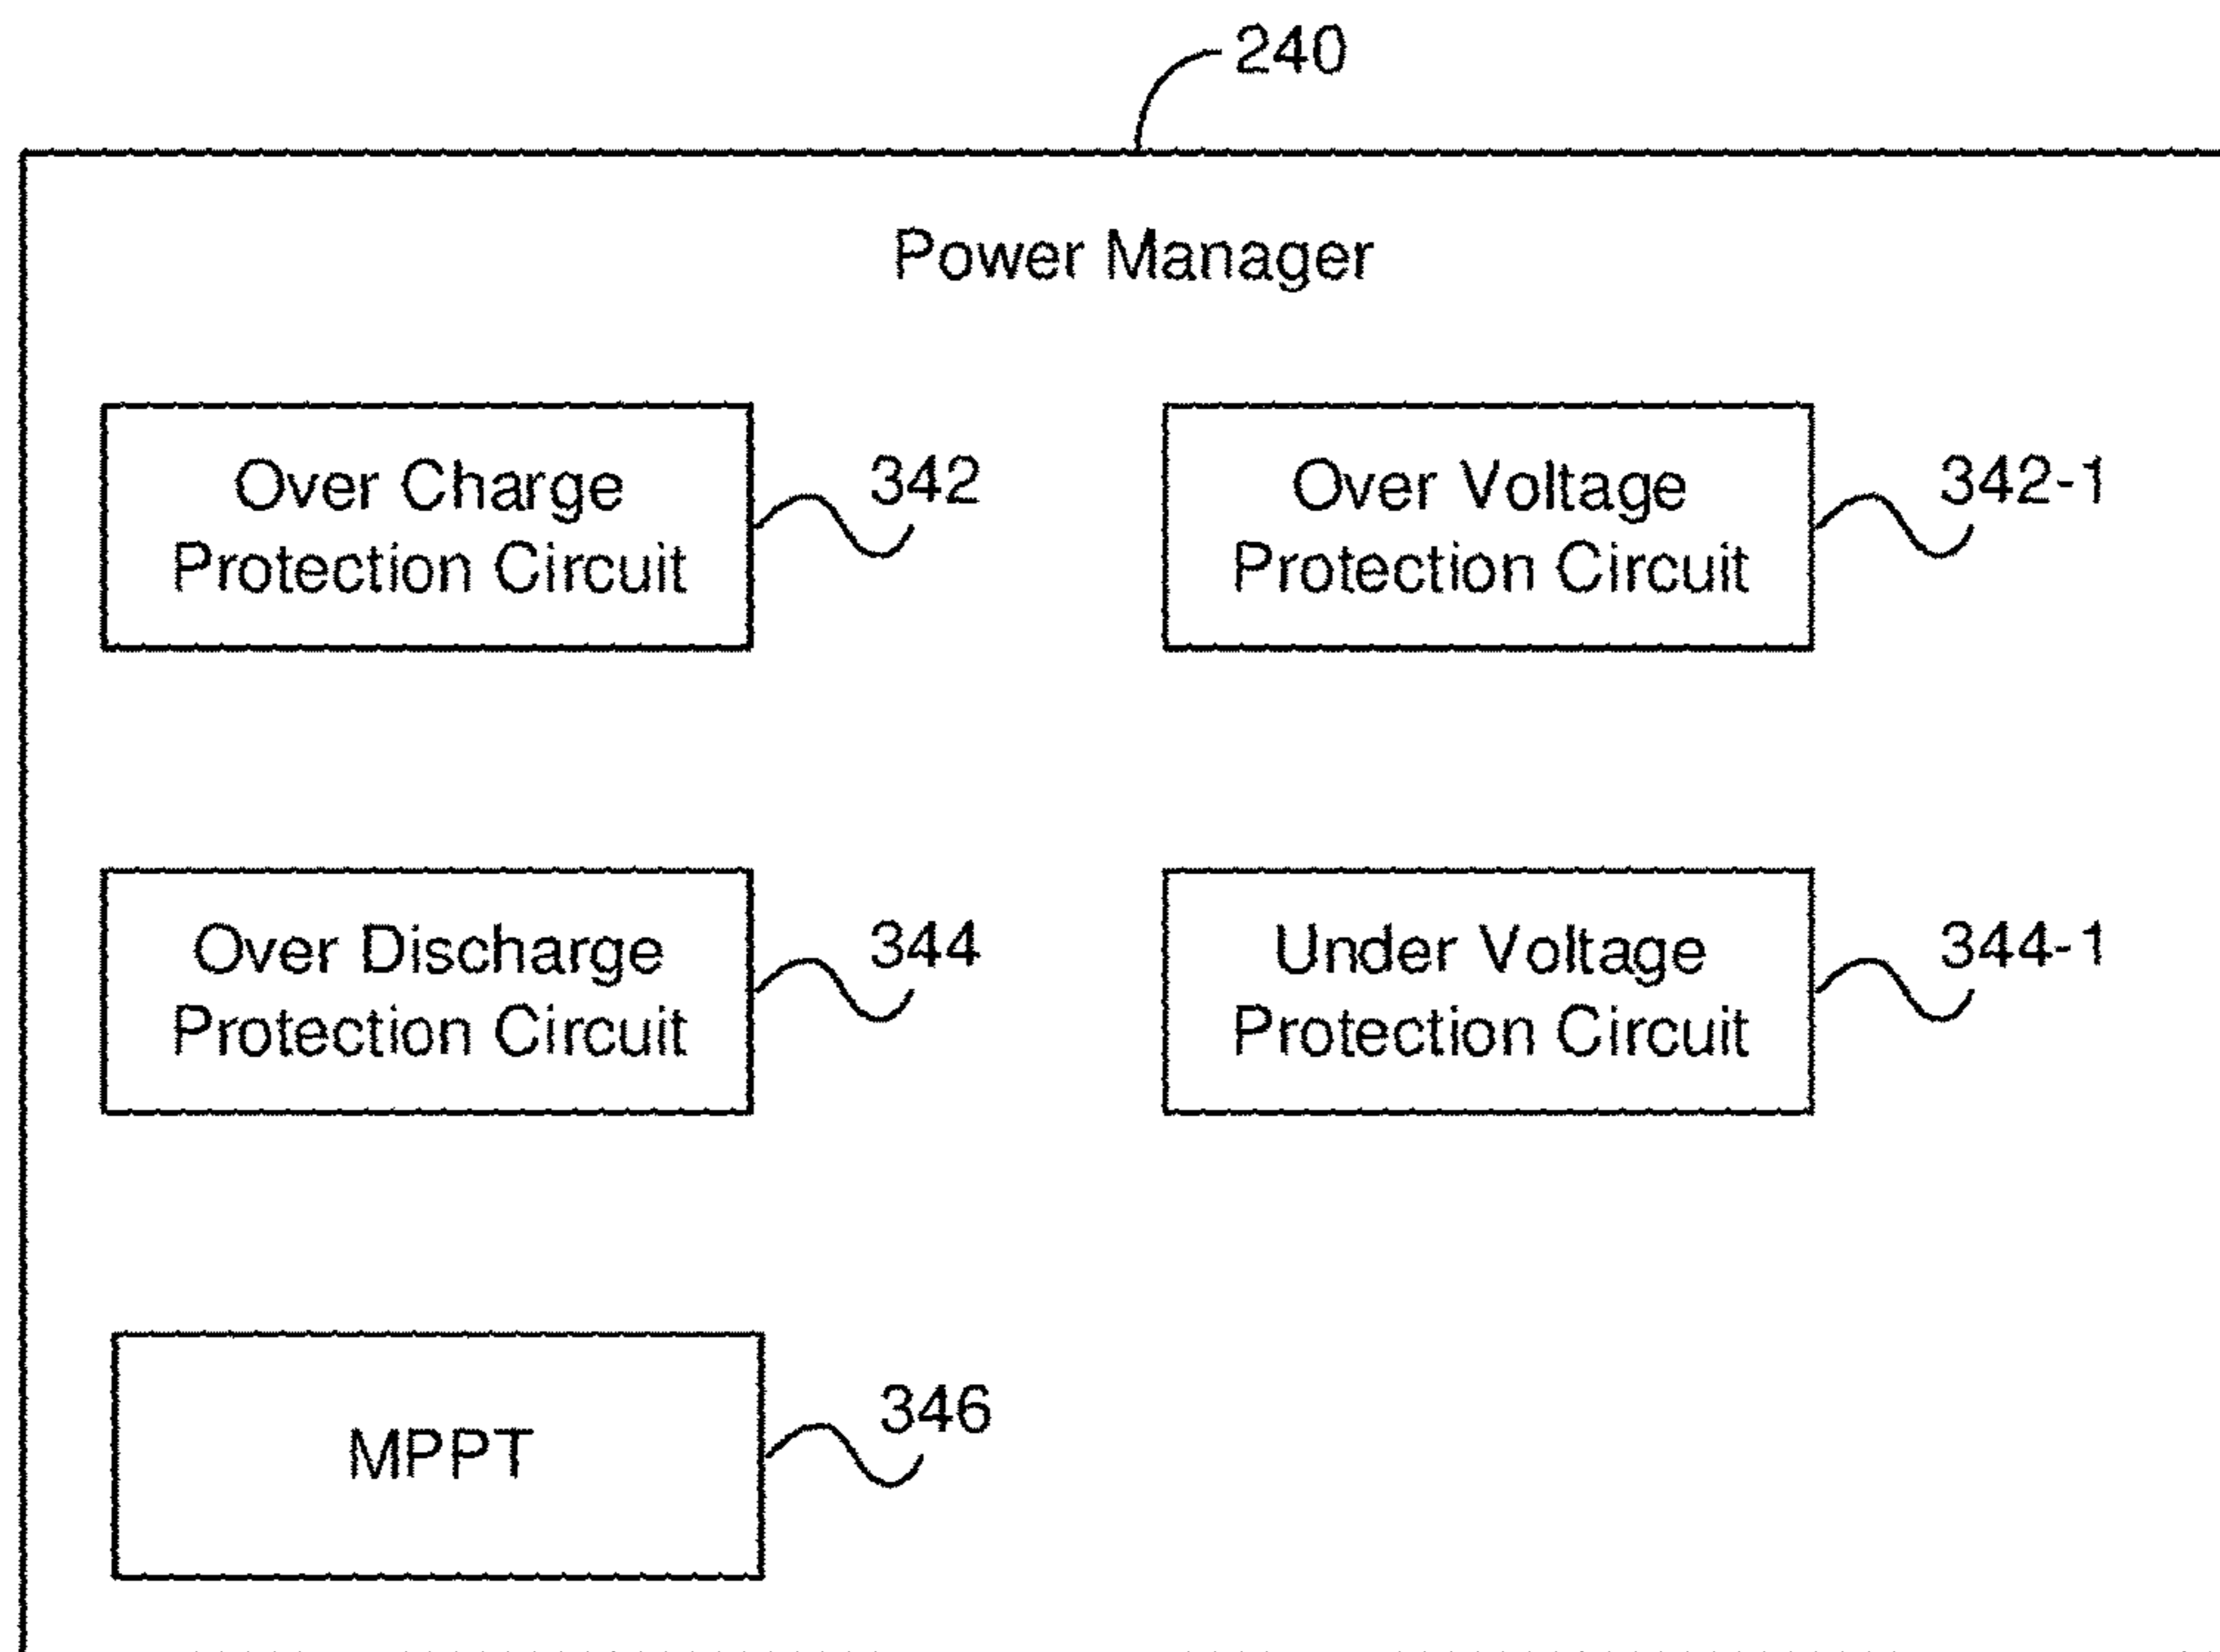 240
Power Manager
Over Charge
Protection Circuit
342
Over Voltage
Protection Circuit
342-1
Over Discharge
Protection Circuit
344
Under Voltage
Protection Circuit
344-1
MPPT
346